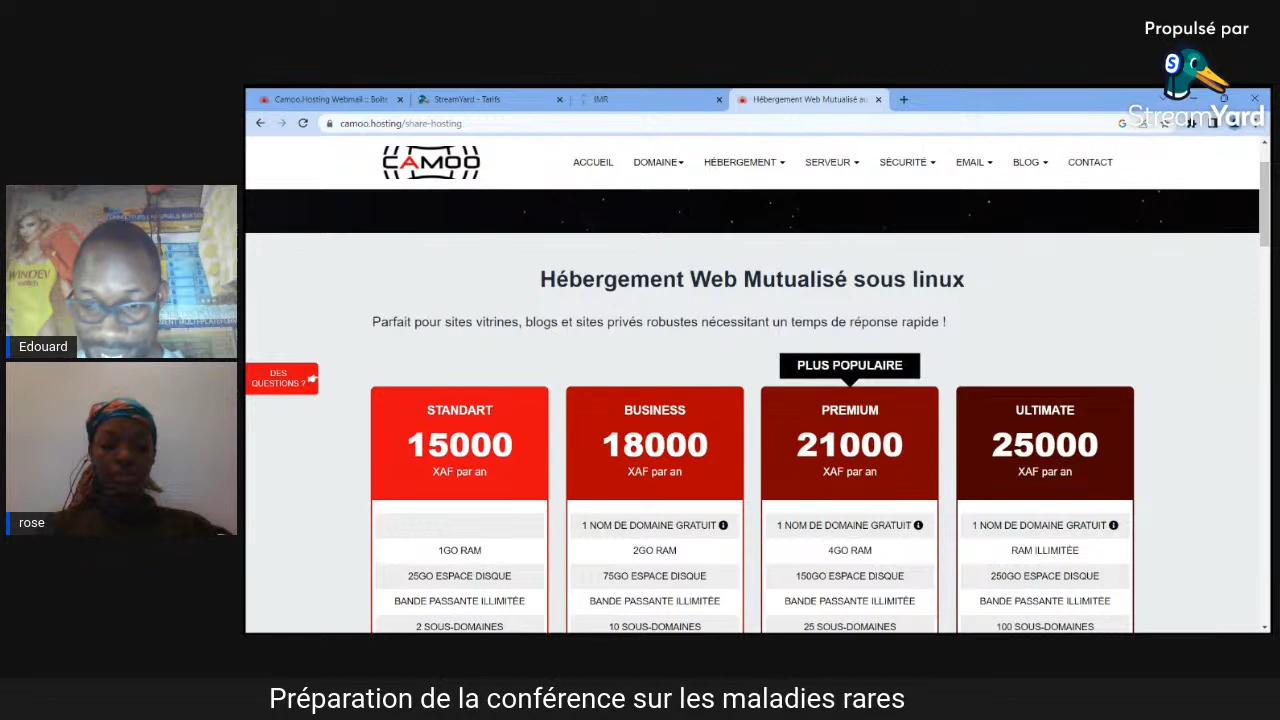 Propulsé par
StreamYard
Camoo.Hosting Webmail :: Boîte
StreamYard - Tarifs
IMR
Hébergement Web Mutualisé au
camoo.hosting/share-hosting
CAMOO
ACCUEIL
DOMAINE
HÉBERGEMENT
SERVEUR
SÉCURITÉ
EMAIL
BLOG
CONTACT
WINDEV
Edouard
rose
Hébergement Web Mutualisé sous linux
Parfait pour sites vitrines, blogs et sites privés robustes nécessitant un temps de réponse rapide !
DES
QUESTIONS ?
PLUS POPULAIRE
STANDART
15000
XAF par an
1GO RAM
25GO ESPACE DISQUE
BANDE PASSANTE ILLIMITÉE
2 SOUS-DOMAINES
BUSINESS
18000
XAF par an
1 NOM DE DOMAINE GRATUIT
2GO RAM
75GO ESPACE DISQUE
BANDE PASSANTE ILLIMITÉE
10 SOUS-DOMAINES
PREMIUM
21000
XAF par an
1 NOM DE DOMAINE GRATUIT
4GO RAM
150GO ESPACE DISQUE
BANDE PASSANTE ILLIMITÉE
25 SOUS-DOMAINES
ULTIMATE
25000
XAF par an
1 NOM DE DOMAINE GRATUIT
RAM ILLIMITÉE
250GO ESPACE DISQUE
BANDE PASSANTE ILLIMITÉE
100 SOUS-DOMAINES
Préparation de la conférence sur les maladies rares